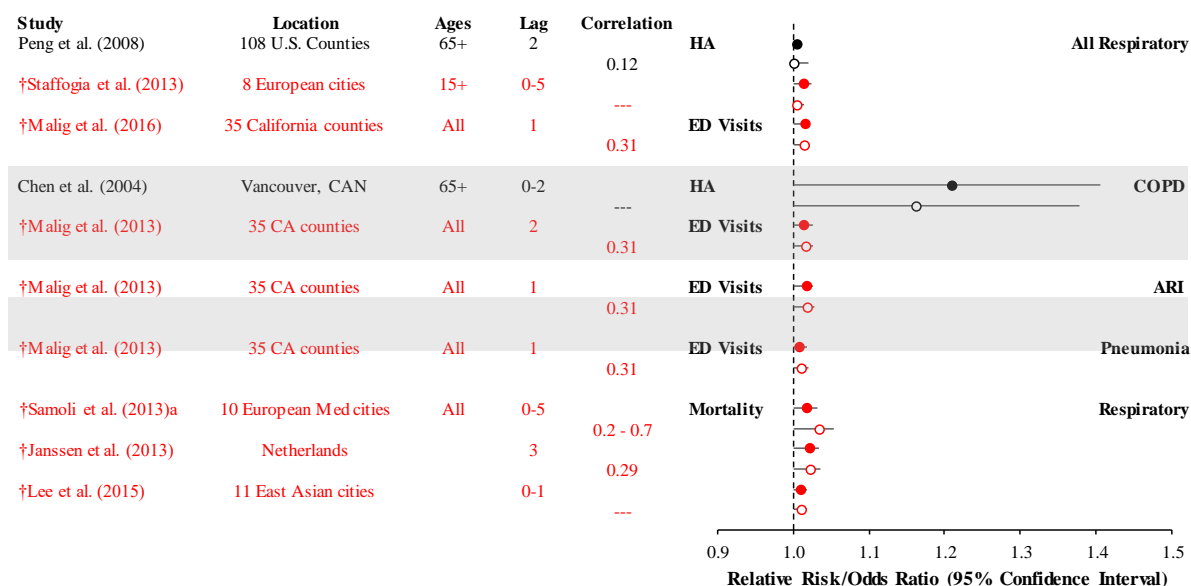 Study Location Ages Lag Correlation
Peng et al. (2008) 108 U.S. Counties 65+ 2 HA All Respiratory
0.12
†Staffogia et al. (2013) 8 European cities 15+ 0-5
---
†Malig et al. (2016) 35 California counties All 1 ED Visits
0.31
Chen et al. (2004) Vancouver, CAN 65+ 0-2 HA COPD
---
†Malig et al. (2013) 35 CA counties All 2 ED Visits
0.31
†Malig et al. (2013) 35 CA counties All 1 ED Visits ARI
0.31
†Malig et al. (2013) 35 CA counties All 1 ED Visits Pneumonia
0.31
†Samoli et al. (2013)a 10 European Med cities All 0-5 Mortality Respiratory
0.2 - 0.7
†Janssen et al. (2013) Netherlands 3
0.29
†Lee et al. (2015) 11 East Asian cities 0-1
---
0.9 1.0 1.1 1.2 1.3 1.4 1.5
Relative Risk/Odds Ratio (95% Confidence Interval)